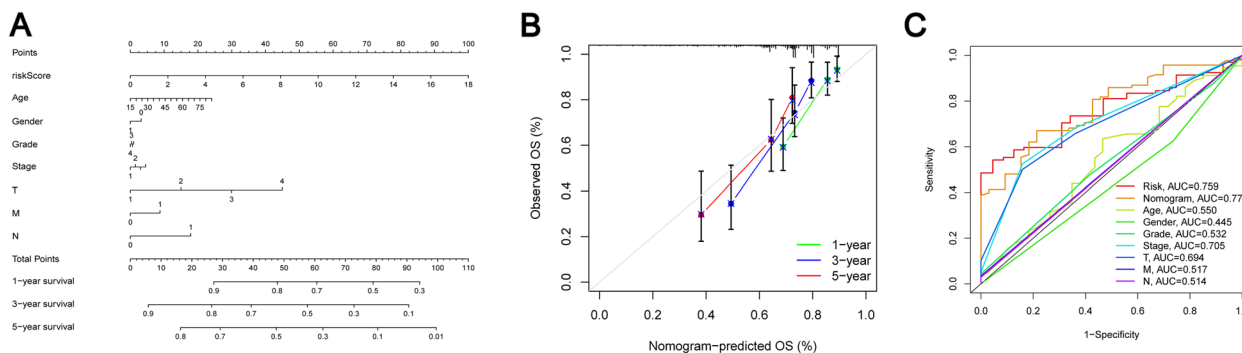 A
Points
0 10 20 30 40 50 60 70 80 90 100
riskScore
0 2 4 6 8 10 12 14 16 18
Age
15 30 45 60 75
Gender
0
1
Grade
3
4
Stage
2
1
T
2 4
1 3
M
1
0
N
1
0
Total Points
0 10 20 30 40 50 60 70 80 90 100 110
1-year survival
0.9 0.8 0.7 0.5 0.3
3-year survival
0.9 0.8 0.7 0.5 0.3 0.1
5-year survival
0.8 0.7 0.5 0.3 0.1 0.01
B
Observed OS (%)
1.0
0.8
0.6
0.4
0.2
0.0
1-year
3-year
5-year
0.0 0.2 0.4 0.6 0.8 1.0
Nomogram-predicted OS (%)
C
Sensitivity
1.0
0.8
0.6
0.4
0.2
0.0
Risk, AUC=0.759
Nomogram, AUC=0.77
Age, AUC=0.550
Gender, AUC=0.445
Grade, AUC=0.532
Stage, AUC=0.705
T, AUC=0.694
M, AUC=0.517
N, AUC=0.514
0.0 0.2 0.4 0.6 0.8 1.0
1-Specificity